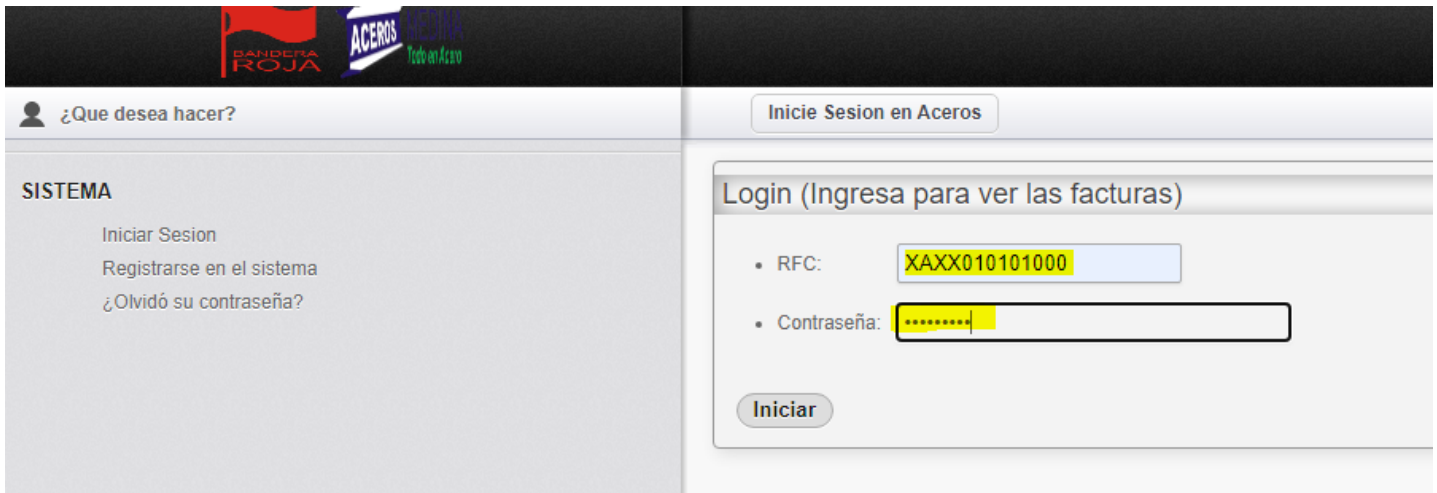 BANDERA
ROJA
ACEROS
MEDINA
Todo en Acero
¿Que desea hacer?
Inicie Sesion en Aceros
SISTEMA
Iniciar Sesion
Registrarse en el sistema
¿Olvidó su contraseña?
Login (Ingresa para ver las facturas)
• RFC: XAXX010101000
• Contraseña: •••••••••
Iniciar